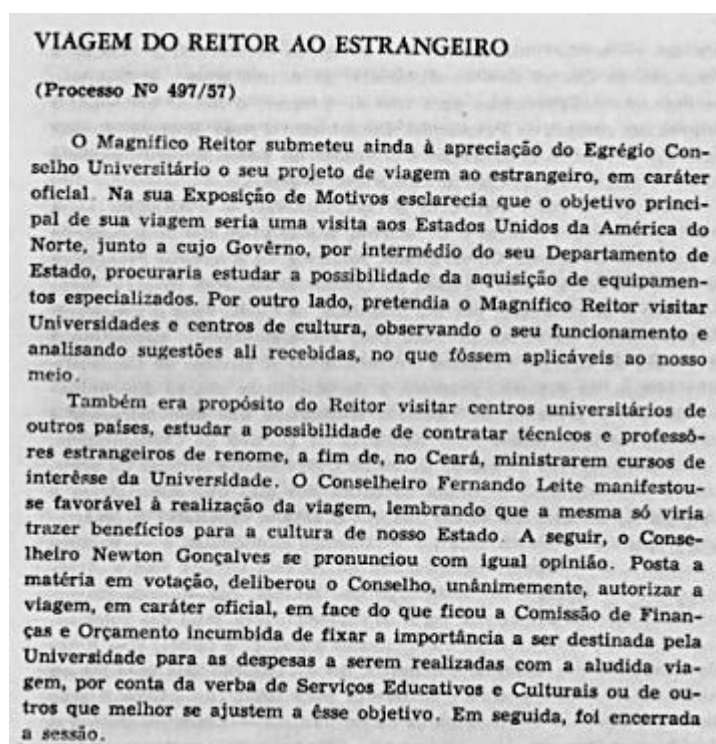 VIAGEM DO REITOR AO ESTRANGEIRO
(Processo Nº 497/57)
O Magnífico Reitor submeteu ainda à apreciação do Egrégio Con-
selho Universitário o seu projeto de viagem ao estrangeiro, em caráter
oficial. Na sua Exposição de Motivos esclarecia que o objetivo princi-
pal de sua viagem seria uma visita aos Estados Unidos da América do
Norte, junto a cujo Govêrno, por intermédio do seu Departamento de
Estado, procuraria estudar a possibilidade da aquisição de equipamen-
tos especializados. Por outro lado, pretendia o Magnífico Reitor visitar
Universidades e centros de cultura, observando o seu funcionamento e
analisando sugestões ali recebidas, no que fôssem aplicáveis ao nosso
meio.
Também era propósito do Reitor visitar centros universitários de
outros países, estudar a possibilidade de contratar técnicos e professô-
res estrangeiros de renome, a fim de, no Ceará, ministrarem cursos de
interêsse da Universidade. O Conselheiro Fernando Leite manifestou-
se favorável à realização da viagem, lembrando que a mesma só viria
trazer benefícios para a cultura de nosso Estado. A seguir, o Conse-
lheiro Newton Gonçalves se pronunciou com igual opinião. Posta a
matéria em votação, deliberou o Conselho, unânimemente, autorizar a
viagem, em caráter oficial, em face do que ficou a Comissão de Finan-
ças e Orçamento incumbida de fixar a importância a ser destinada pela
Universidade para as despesas a serem realizadas com a aludida via-
gem, por conta da verba de Serviços Educativos e Culturais ou de ou-
tros que melhor se ajustem a êsse objetivo. Em seguida, foi encerrada
a sessão.